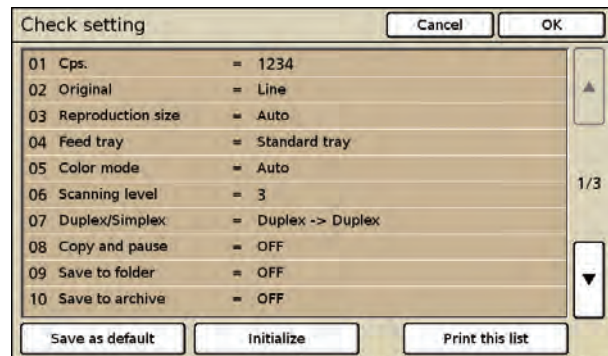 Check setting Cancel OK
01 Cps. = 1234
02 Original = Line
03 Reproduction size = Auto
04 Feed tray = Standard tray
05 Color mode = Auto
06 Scanning level = 3
1/3
07 Duplex/Simplex = Duplex -> Duplex
08 Copy and pause = OFF
09 Save to folder = OFF
10 Save to archive = OFF
Save as default Initialize Print this list